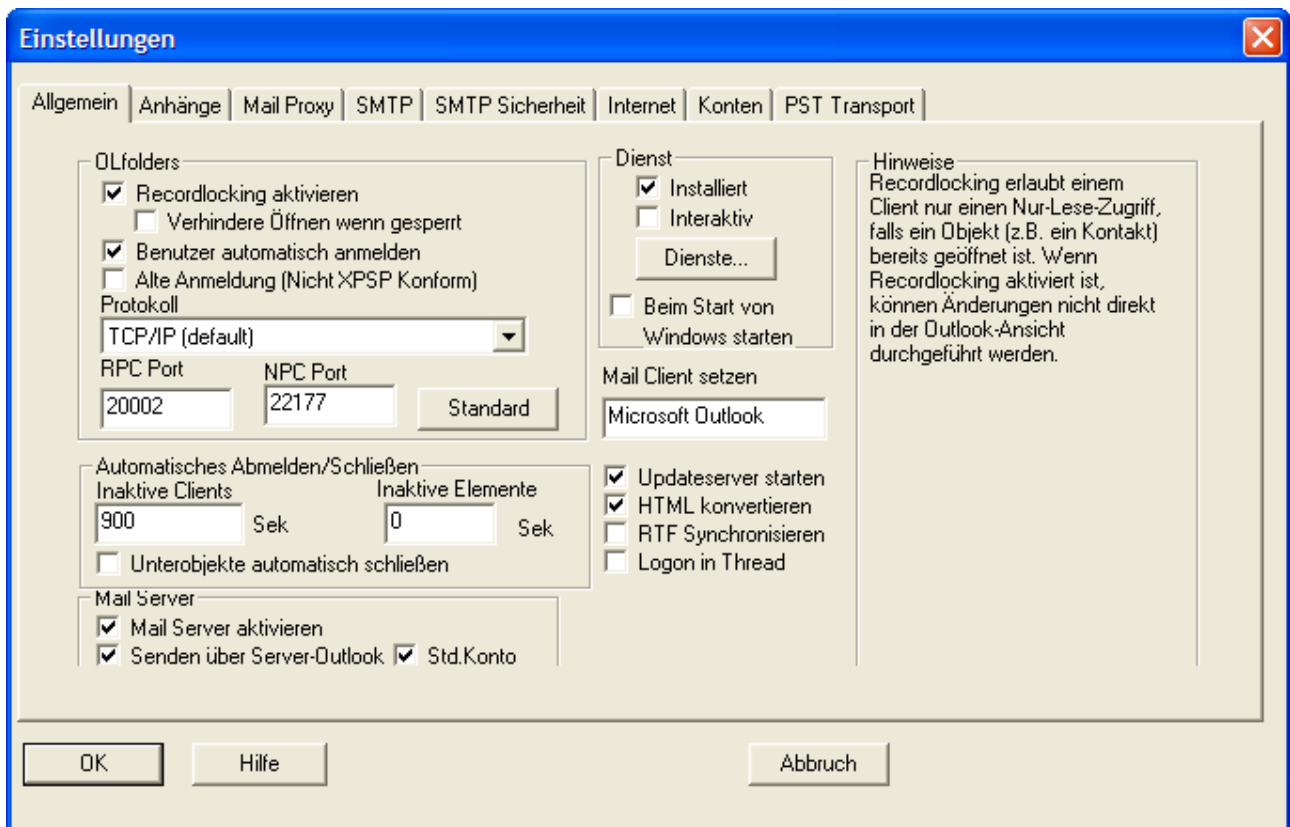 Einstellungen
Allgemein
Anhänge
Mail Proxy
SMTP
SMTP Sicherheit
Internet
Konten
PST Transport
OLfolders
Recordlocking aktivieren
Verhindere Öffnen wenn gesperrt
Benutzer automatisch anmelden
Alte Anmeldung (Nicht XPSP Konform)
Protokoll
TCP/IP (default)
RPC Port
NPC Port
20002
22177
Standard
Automatisches Abmelden/Schließen
Inaktive Clients
Inaktive Elemente
900
Sek
0
Sek
Unterobjekte automatisch schließen
Mail Server
Mail Server aktivieren
Senden über Server-Outlook
Std.Konto
Dienst
Installiert
Interaktiv
Dienste...
Beim Start von
Windows starten
Mail Client setzen
Microsoft Outlook
Updateserver starten
HTML konvertieren
RTF Synchronisieren
Logon in Thread
Hinweise
Recordlocking erlaubt einem
Client nur einen Nur-Lese-Zugriff,
falls ein Objekt (z.B. ein Kontakt)
bereits geöffnet ist. Wenn
Recordlocking aktiviert ist,
können Änderungen nicht direkt
in der Outlook-Ansicht
durchgeführt werden.
OK
Hilfe
Abbruch